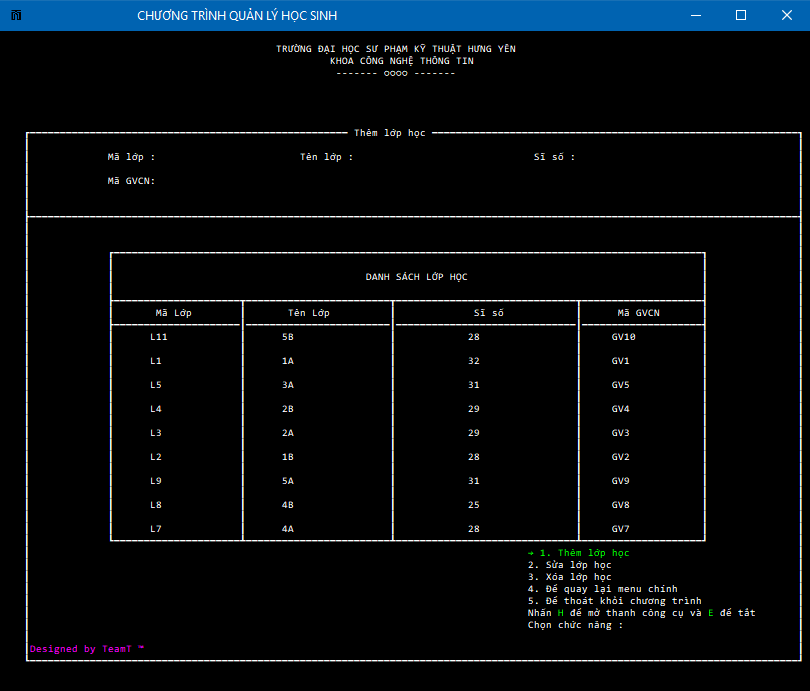 CHƯƠNG TRÌNH QUẢN LÝ HỌC SINH
TRƯỜNG ĐẠI HỌC SƯ PHẠM KỸ THUẬT HƯNG YÊN
KHOA CÔNG NGHỆ THÔNG TIN
------- oooo -------
Thêm lớp học
Mã lớp : Tên lớp : Sĩ số :
Mã GVCN:
DANH SÁCH LỚP HỌC
Mã Lớp Tên Lớp Sĩ số Mã GVCN
L11 5B 28 GV10
L1 1A 32 GV1
L5 3A 31 GV5
L4 2B 29 GV4
L3 2A 29 GV3
L2 1B 28 GV2
L9 5A 31 GV9
L8 4B 25 GV8
L7 4A 28 GV7
→ 1. Thêm lớp học
2. Sửa lớp học
3. Xóa lớp học
4. Để quay lại menu chính
5. Để thoát khỏi chương trình
Nhấn H để mở thanh công cụ và E để tắt
Chọn chức năng :
Designed by TeamT ™